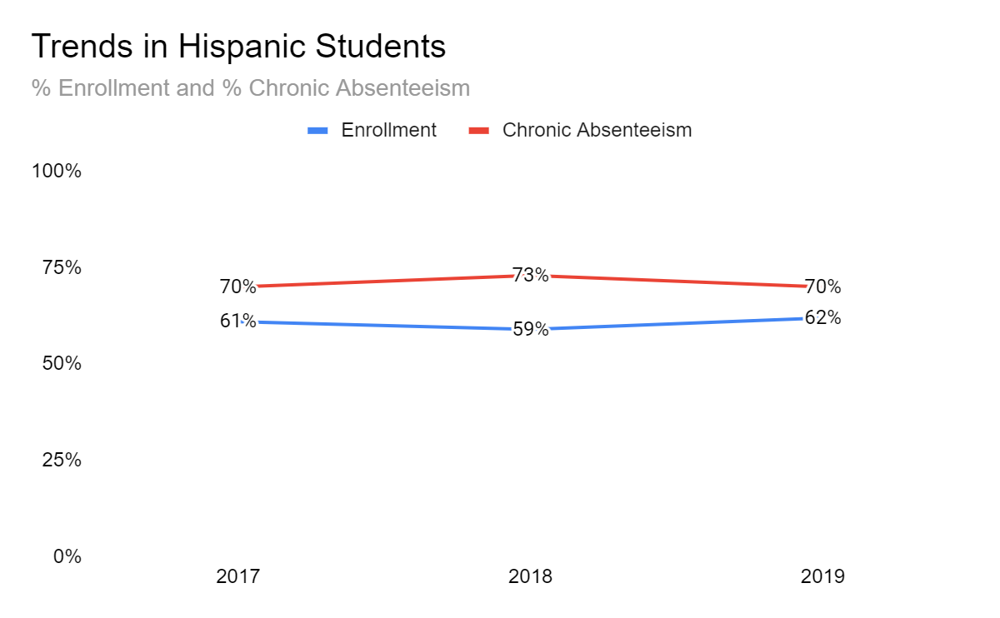 Trends in Hispanic Students
% Enrollment and % Chronic Absenteeism
Enrollment Chronic Absenteeism
100%
75%
50%
25%
0%
70% 73% 70%
61% 59% 62%
2017 2018 2019